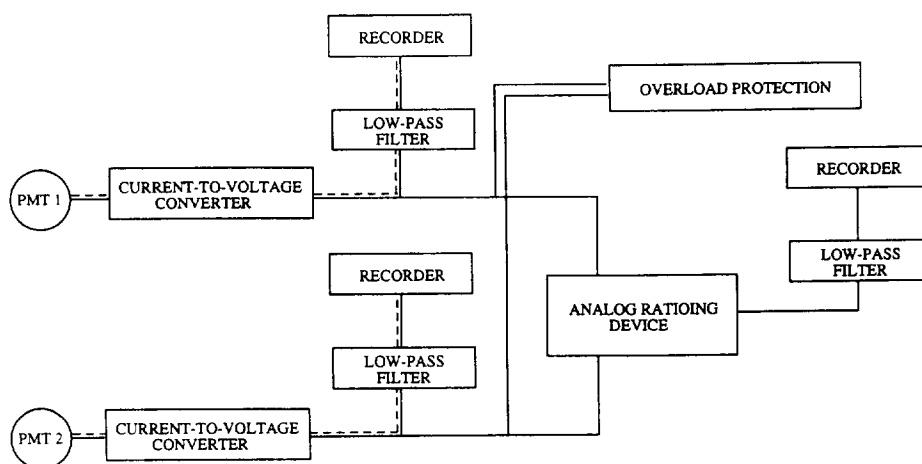 RECORDER
OVERLOAD PROTECTION
LOW-PASS
FILTER
RECORDER
PMT 1
CURRENT-TO-VOLTAGE
CONVERTER
LOW-PASS
FILTER
RECORDER
ANALOG RATIOING
DEVICE
LOW-PASS
FILTER
PMT 2
CURRENT-TO-VOLTAGE
CONVERTER